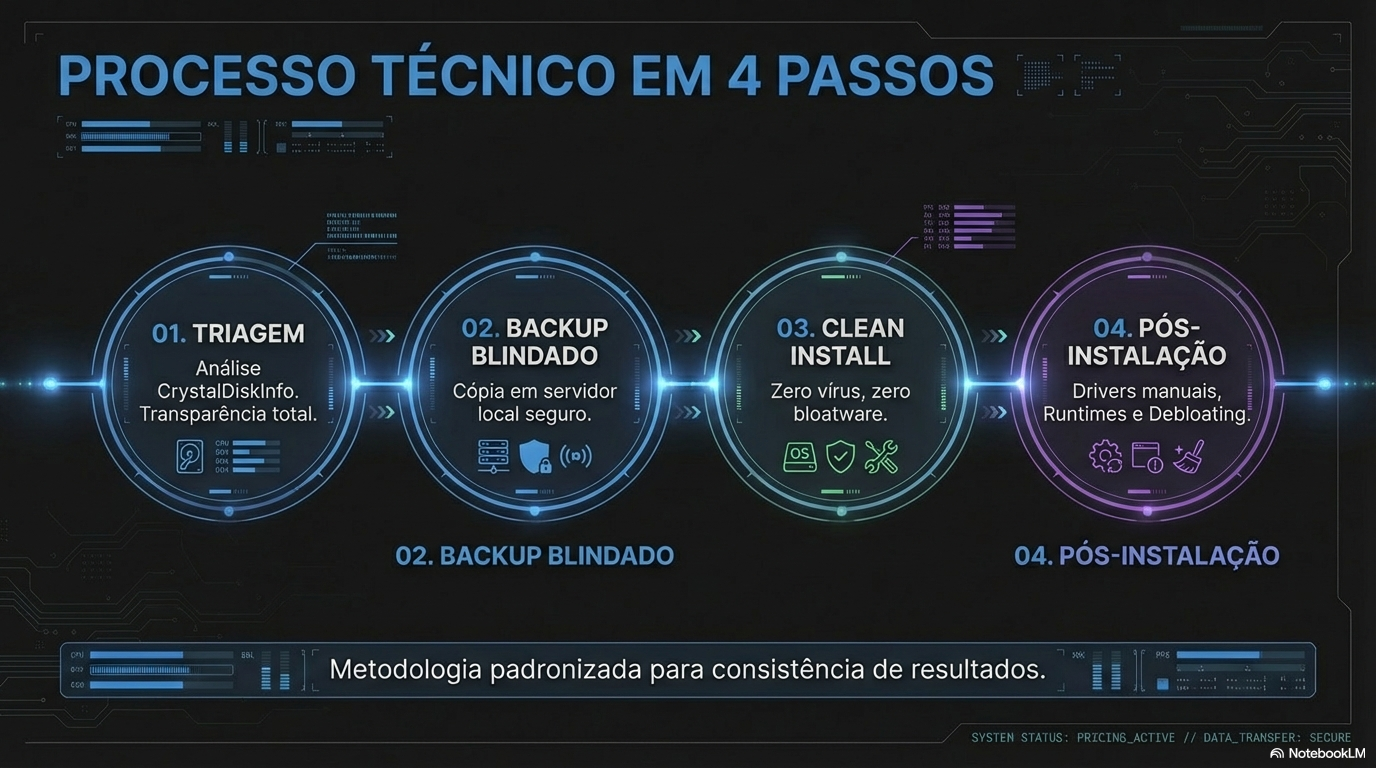 PROCESSO TÉCNICO EM 4 PASSOS
01. TRIAGEM
Análise
CrystalDiskInfo.
Transparência total.
02. BACKUP
BLINDADO
Cópia em servidor
local seguro.
03. CLEAN
INSTALL
Zero vírus, zero
bloatware.
OS
04. PÓS-
INSTALAÇÃO
Drivers manuais,
Runtimes e Debloating.
02. BACKUP BLINDADO
04. PÓS-INSTALAÇÃO
Metodologia padronizada para consistência de resultados.
SYSTEN STATUS: PRICING_ACTIVE // DATA_TRANSFER: SECURE
NotebookLM